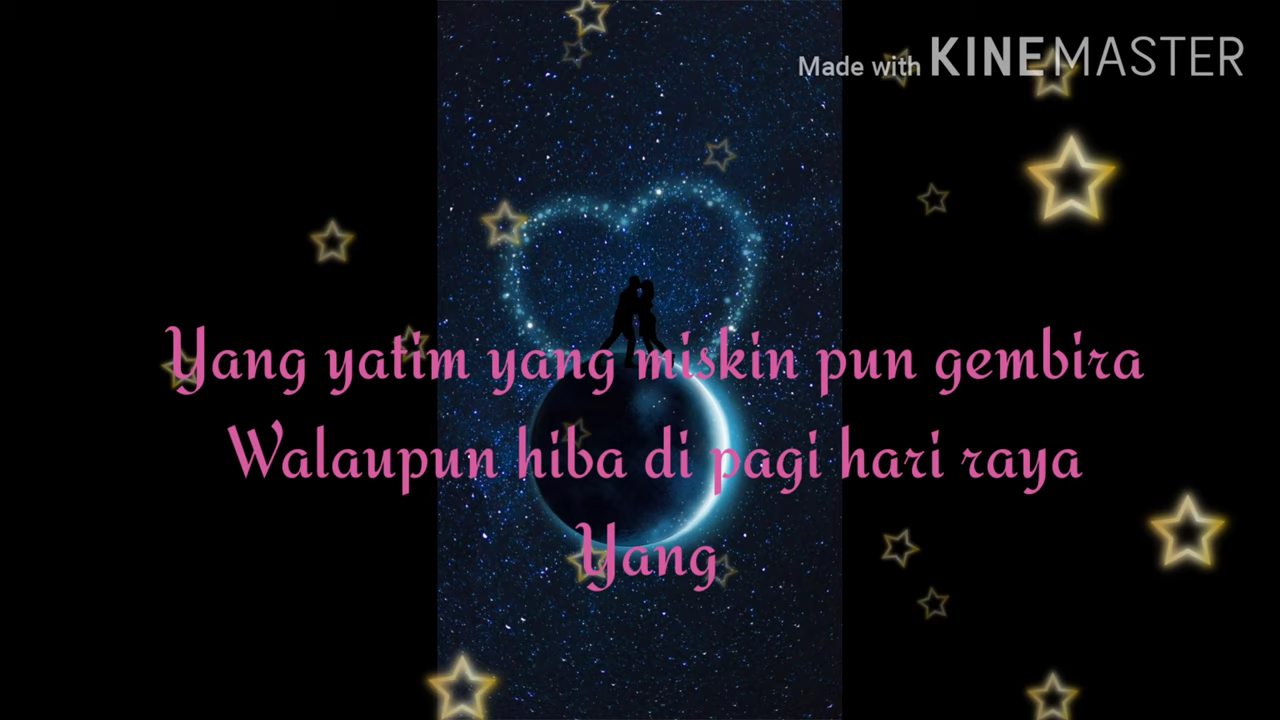 Made with KINEMASTER
Yang yatim yang miskin pun gembira
Walaupun hiba di pagi hari raya
Yang